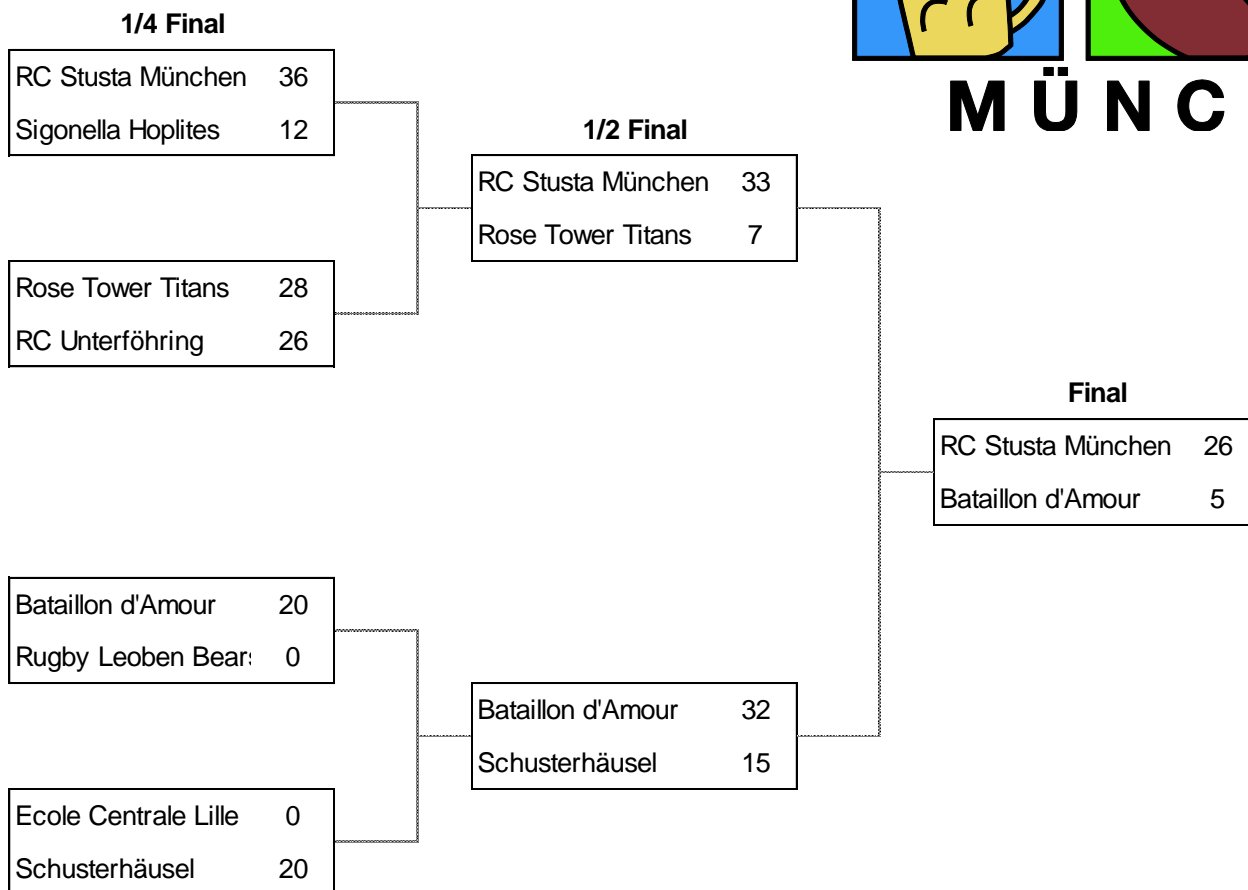 1/4 Final
RC Stusta München 36
Sigonella Hoplites 12
Rose Tower Titans 28
RC Unterföhring 26
Bataillon d'Amour 20
Rugby Leoben Bears 0
Ecole Centrale Lille 0
Schusterhäusel 20
1/2 Final
RC Stusta München 33
Rose Tower Titans 7
Bataillon d'Amour 32
Schusterhäusel 15
MÜNC
Final
RC Stusta München 26
Bataillon d'Amour 5